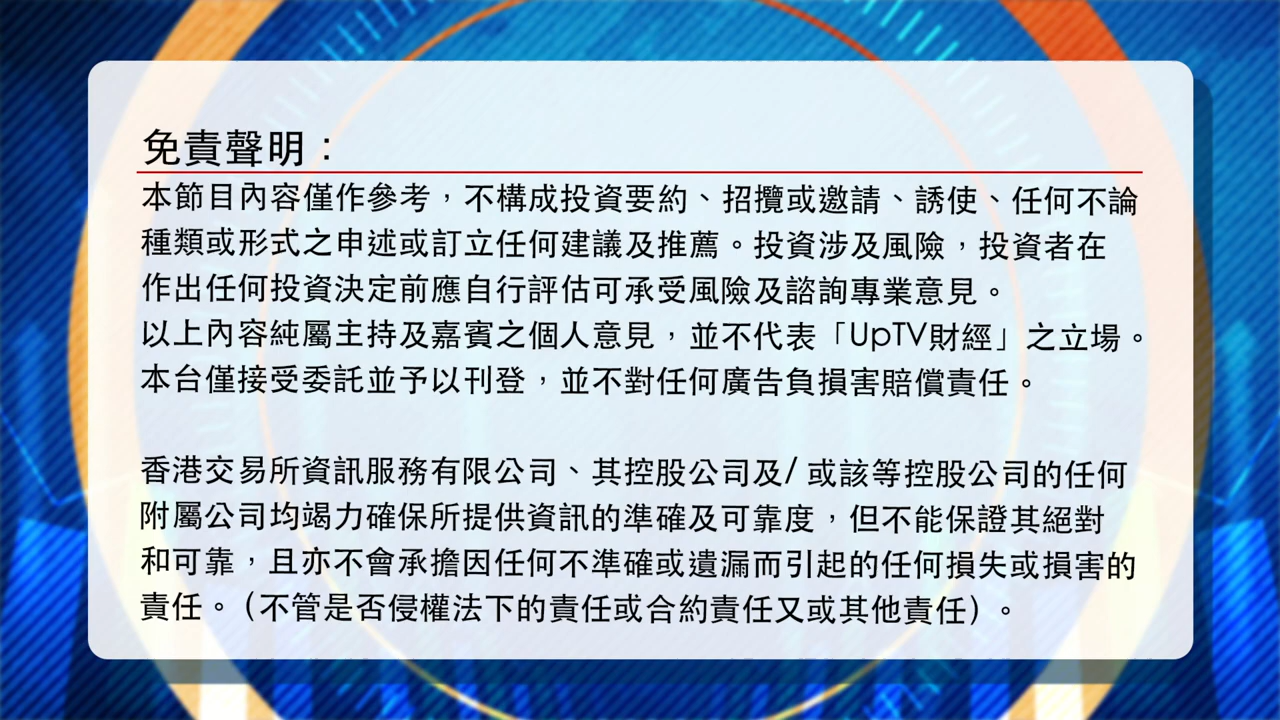 免責聲明：
本節目內容僅作參考，不構成投資要約、招攬或邀請、誘使、任何不論
種類或形式之申述或訂立任何建議及推薦。投資涉及風險，投資者在
作出任何投資決定前應自行評估可承受風險及諮詢專業意見。
以上內容純屬主持及嘉賓之個人意見，並不代表「UpTV財經」之立場。
本台僅接受委託並予以刊登，並不對任何廣告負損害賠償責任。
香港交易所資訊服務有限公司、其控股公司及/ 或該等控股公司的任何
附屬公司均竭力確保所提供資訊的準確及可靠度，但不能保證其絕對
和可靠，且亦不會承擔因任何不準確或遺漏而引起的任何損失或損害的
責任。（不管是否侵權法下的責任或合約責任又或其他責任）。